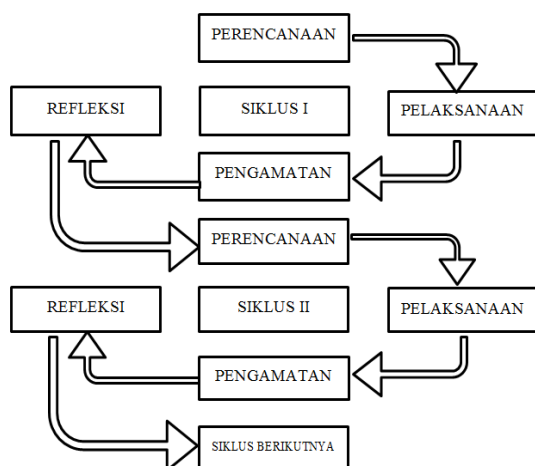 PERENCANAAN
REFLEKSI
SIKLUS I
PELAKSANAAN
PENGAMATAN
PERENCANAAN
REFLEKSI
SIKLUS II
PELAKSANAAN
PENGAMATAN
SIKLUS BERIKUTNYA